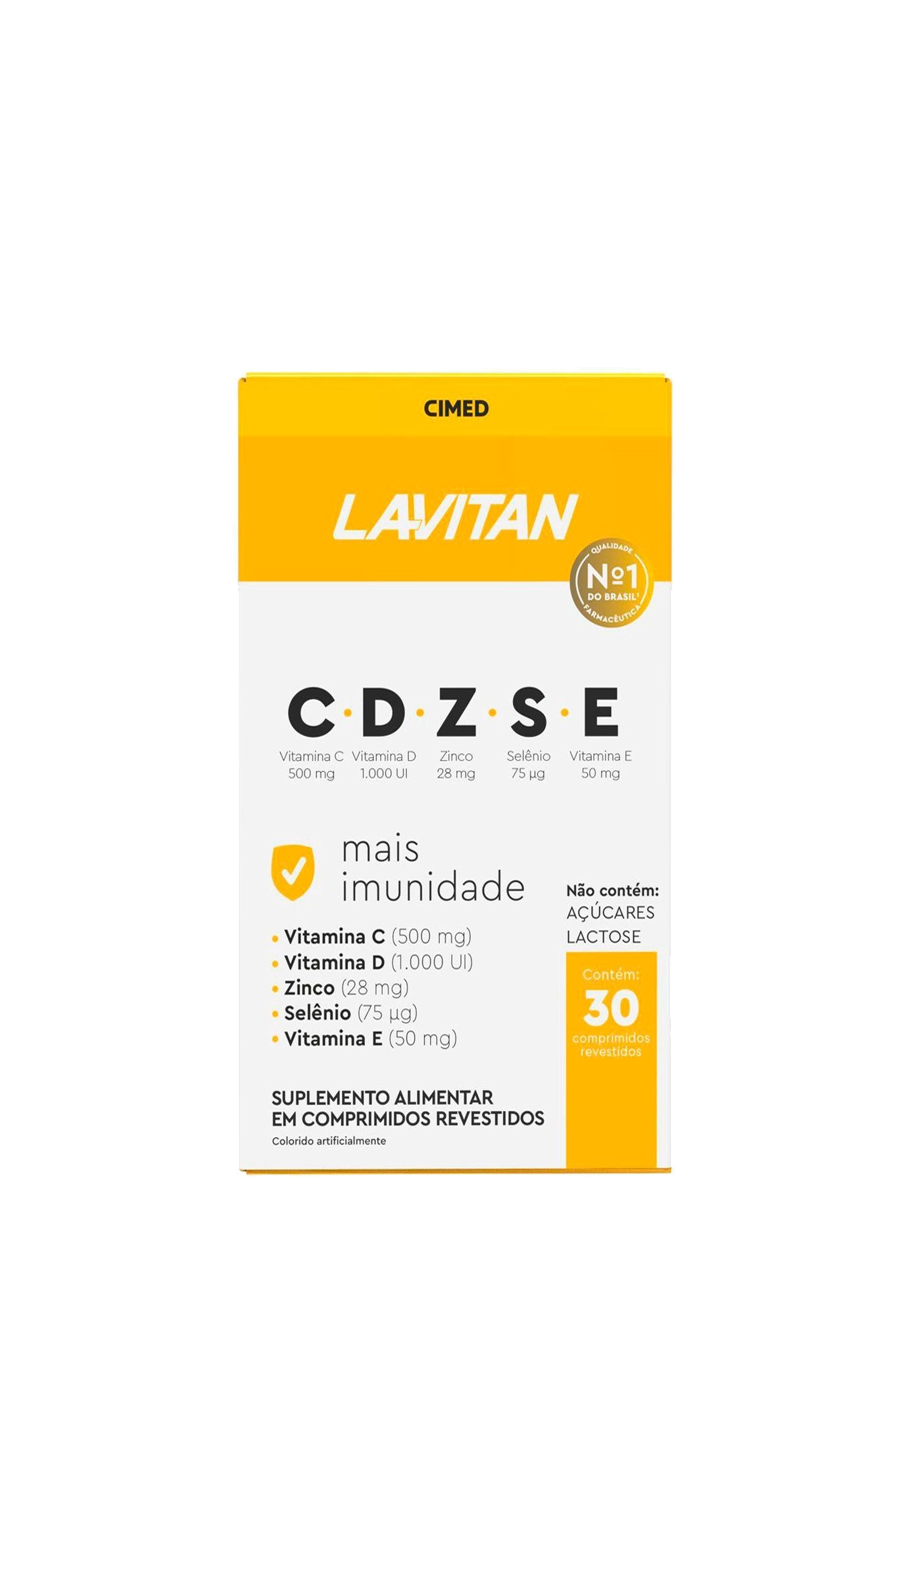 CIMED
LAVITAN
QUALIDADE
Nº1
DO BRASIL¹
FARMACÊUTICA
C·D·Z·S·E
Vitamina C Vitamina D Zinco Selênio Vitamina E
500 mg 1.000 UI 28 mg 75 µg 50 mg
mais
imunidade
• Vitamina C (500 mg)
• Vitamina D (1.000 UI)
• Zinco (28 mg)
• Selênio (75 µg)
• Vitamina E (50 mg)
Não contém:
AÇÚCARES
LACTOSE
Contém:
30
comprimidos
revestidos
SUPLEMENTO ALIMENTAR
EM COMPRIMIDOS REVESTIDOS
Colorido artificialmente